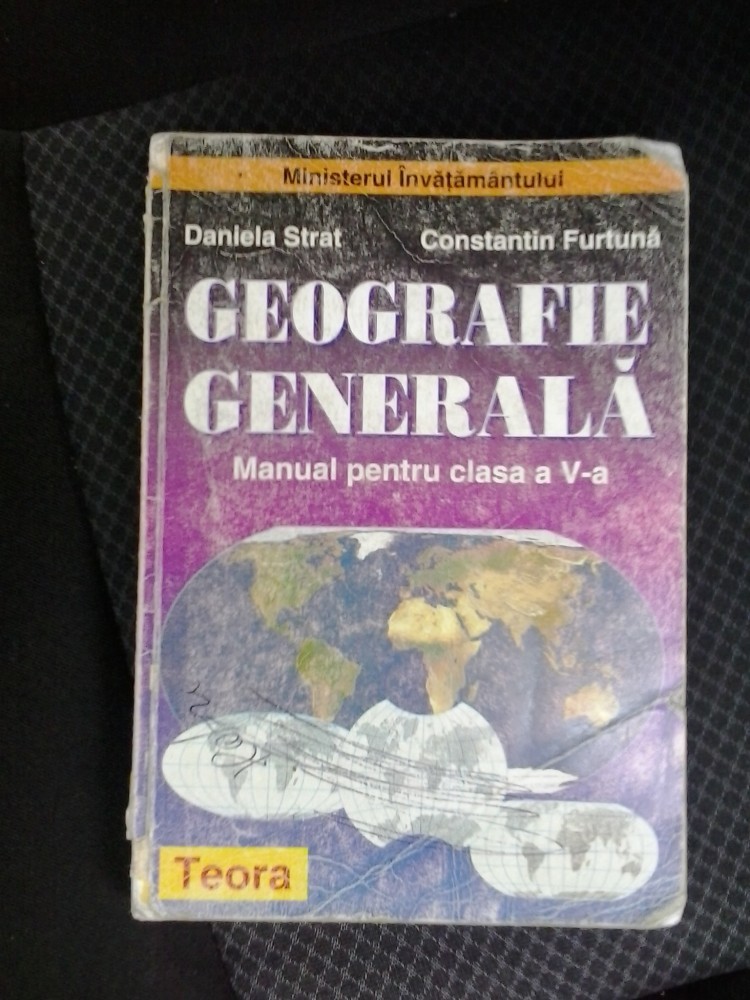 Ministerul Învățământului
Daniela Strat Constantin Furtună
GEOGRAFIE
GENERALĂ
Manual pentru clasa a V-a
Teora